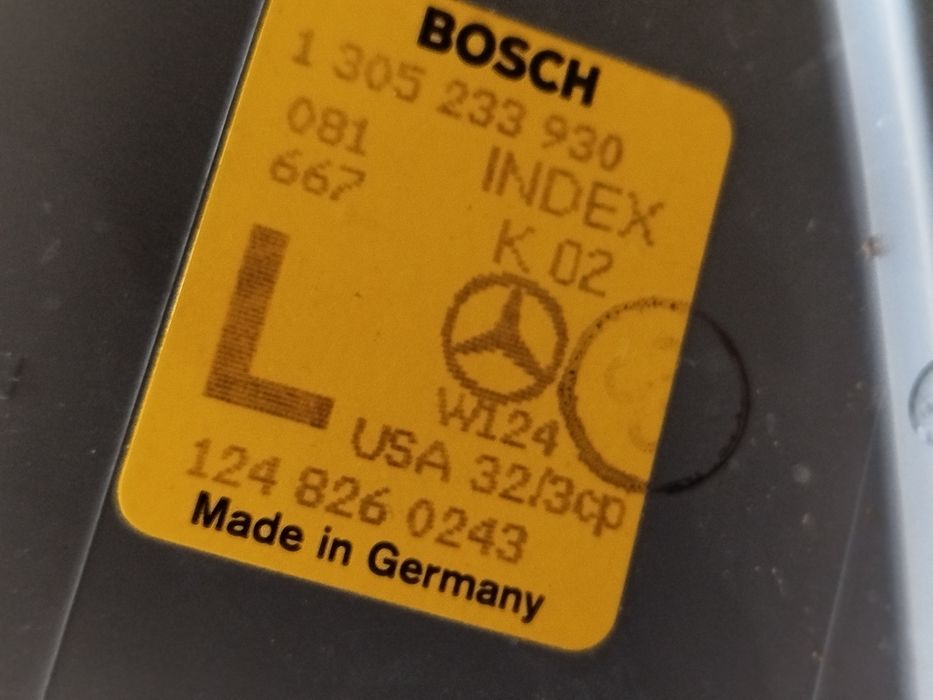 BOSCH
1 305 233 930
081
667
INDEX
K 02
L
W124
USA 32/3cp
124 826 0243
Made in Germany